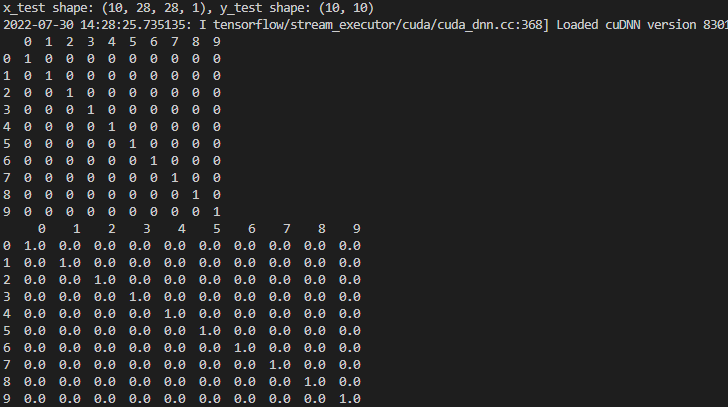 x_test shape: (10, 28, 28, 1), y_test shape: (10, 10)
2022-07-30 14:28:25.735135: I tensorflow/stream_executor/cuda/cuda_dnn.cc:368] Loaded cuDNN version 8301
0 1 2 3 4 5 6 7 8 9
0 1 0 0 0 0 0 0 0 0 0
1 0 1 0 0 0 0 0 0 0 0
2 0 0 1 0 0 0 0 0 0 0
3 0 0 0 1 0 0 0 0 0 0
4 0 0 0 0 1 0 0 0 0 0
5 0 0 0 0 0 1 0 0 0 0
6 0 0 0 0 0 0 1 0 0 0
7 0 0 0 0 0 0 0 1 0 0
8 0 0 0 0 0 0 0 0 1 0
9 0 0 0 0 0 0 0 0 0 1
0 1 2 3 4 5 6 7 8 9
0 1.0 0.0 0.0 0.0 0.0 0.0 0.0 0.0 0.0 0.0
1 0.0 1.0 0.0 0.0 0.0 0.0 0.0 0.0 0.0 0.0
2 0.0 0.0 1.0 0.0 0.0 0.0 0.0 0.0 0.0 0.0
3 0.0 0.0 0.0 1.0 0.0 0.0 0.0 0.0 0.0 0.0
4 0.0 0.0 0.0 0.0 1.0 0.0 0.0 0.0 0.0 0.0
5 0.0 0.0 0.0 0.0 0.0 1.0 0.0 0.0 0.0 0.0
6 0.0 0.0 0.0 0.0 0.0 0.0 1.0 0.0 0.0 0.0
7 0.0 0.0 0.0 0.0 0.0 0.0 0.0 1.0 0.0 0.0
8 0.0 0.0 0.0 0.0 0.0 0.0 0.0 0.0 1.0 0.0
9 0.0 0.0 0.0 0.0 0.0 0.0 0.0 0.0 0.0 1.0